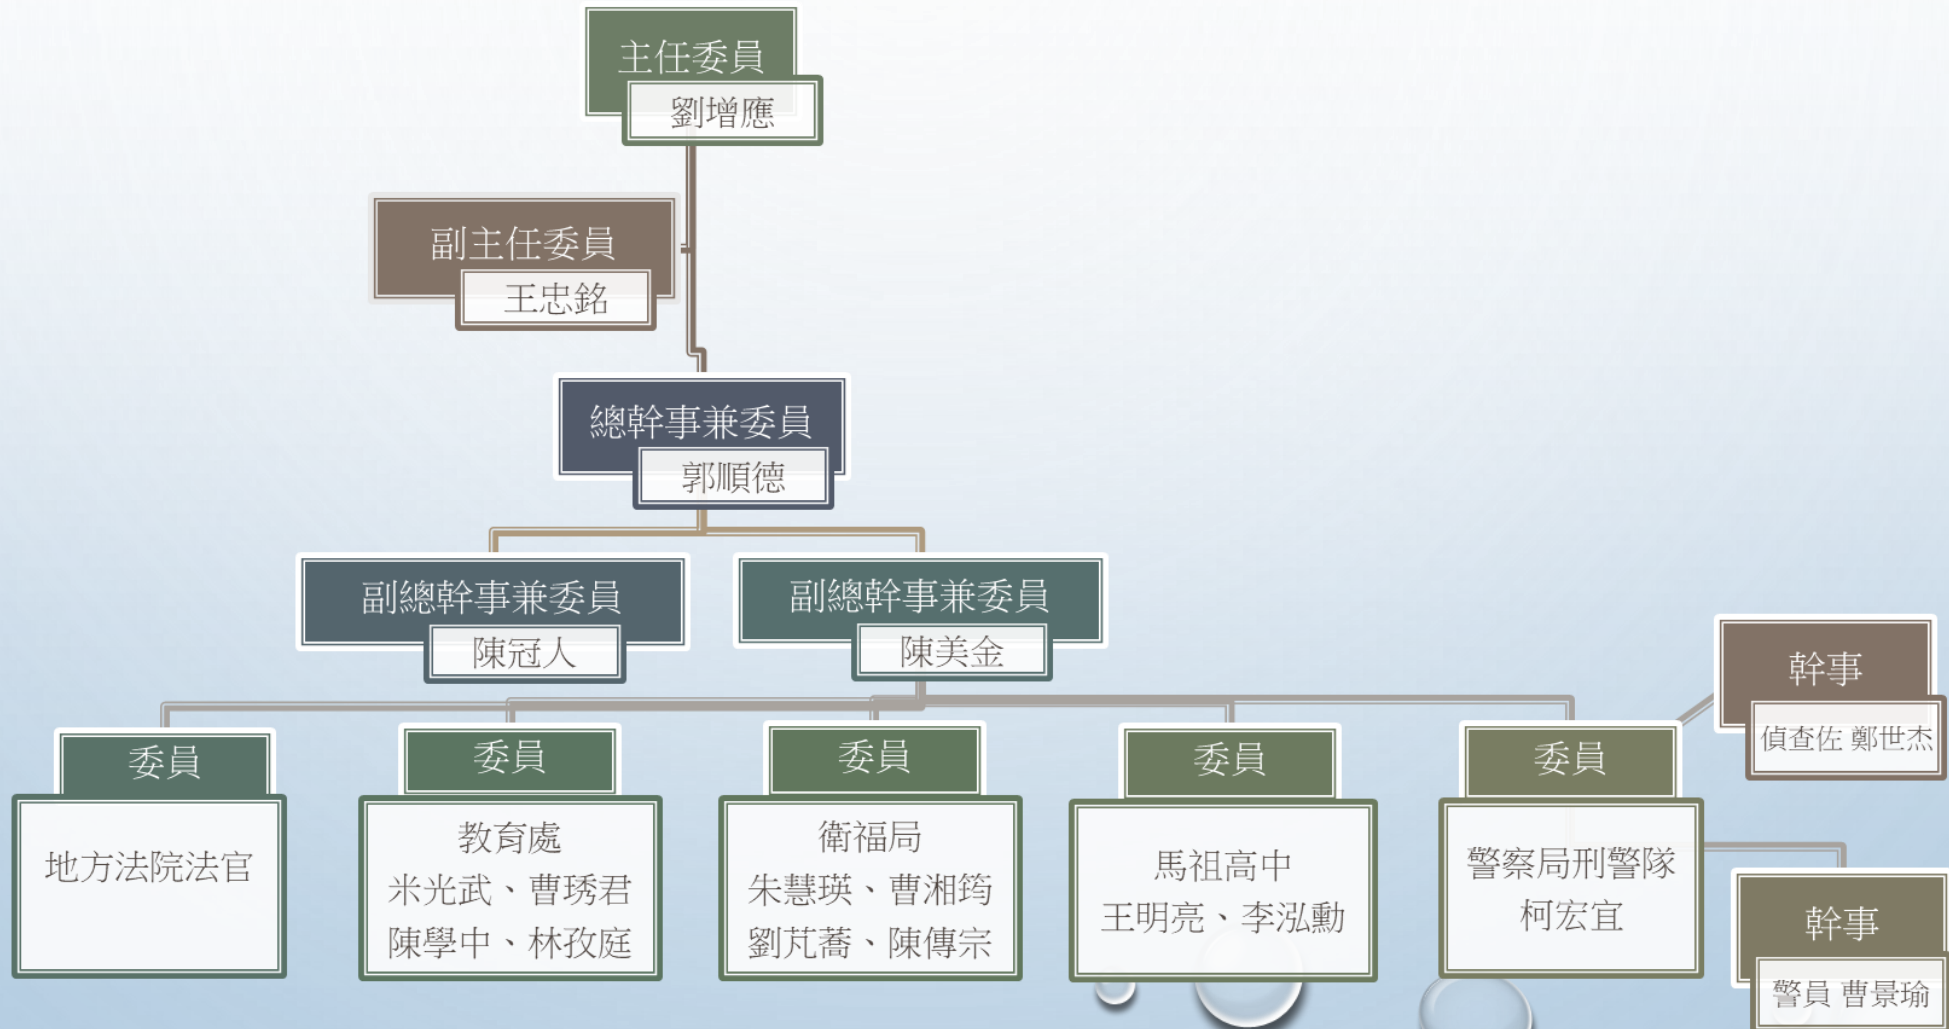 主任委員
劉增應
副主任委員
王忠銘
總幹事兼委員
郭順德
副總幹事兼委員
陳冠人
副總幹事兼委員
陳美金
幹事
偵查佐 鄭世杰
委員
地方法院法官
委員
教育處
米光武、曹琇君
陳學中、林孜庭
委員
衛福局
朱慧瑛、曹湘筠
劉芃蕎、陳傳宗
委員
馬祖高中
王明亮、李泓勳
委員
警察局刑警隊
柯宏宜
幹事
警員 曹景瑜